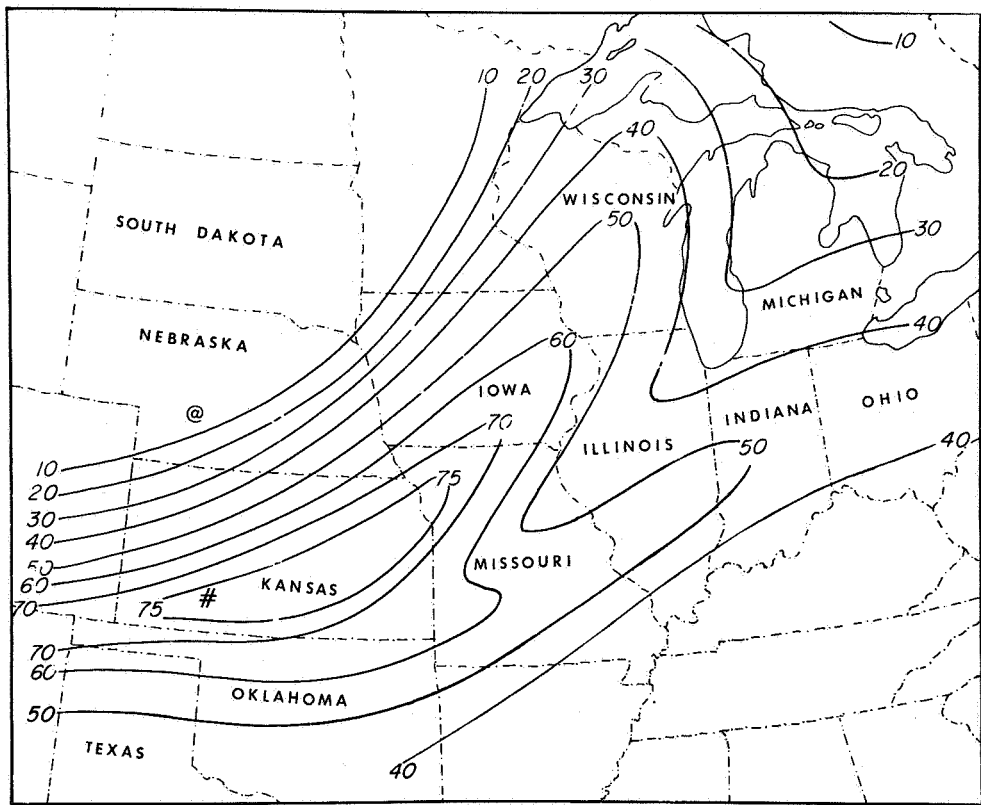 10
10
20
30
40
20
WISCONSIN
50
SOUTH DAKOTA
30
MICHIGAN
40
NEBRASKA
60
IOWA
INDIANA
OHIO
@
70
ILLINOIS
50
40
10
20
75
30
40
50
MISSOURI
60
KANSAS
#
70
75
70
60
OKLAHOMA
50
TEXAS
40